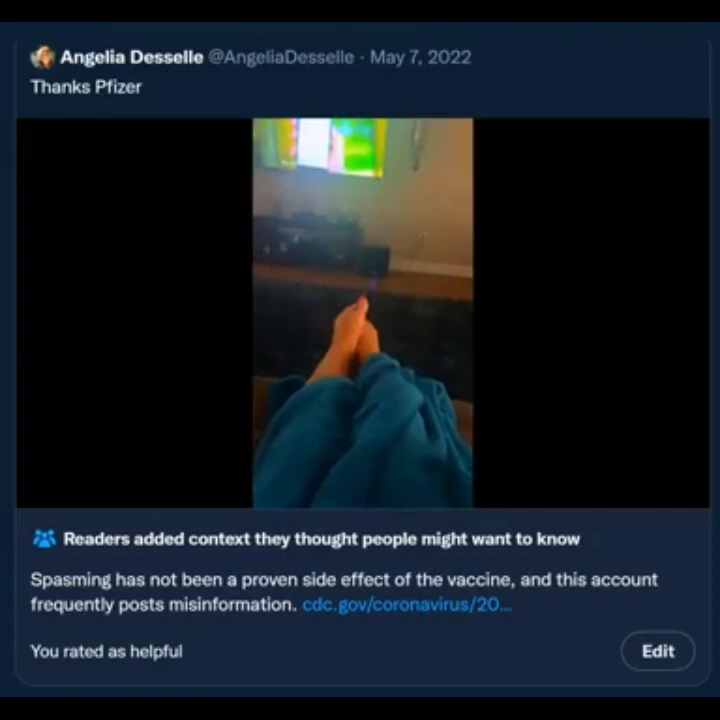 Angelia Desselle @AngeliaDesselle · May 7, 2022
Thanks Pfizer
Readers added context they thought people might want to know
Spasming has not been a proven side effect of the vaccine, and this account
frequently posts misinformation. cdc.gov/coronavirus/20...
You rated as helpful
Edit